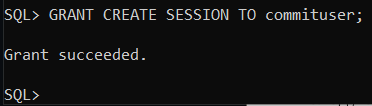 SQL> GRANT CREATE SESSION TO commituser;
Grant succeeded.
SQL>